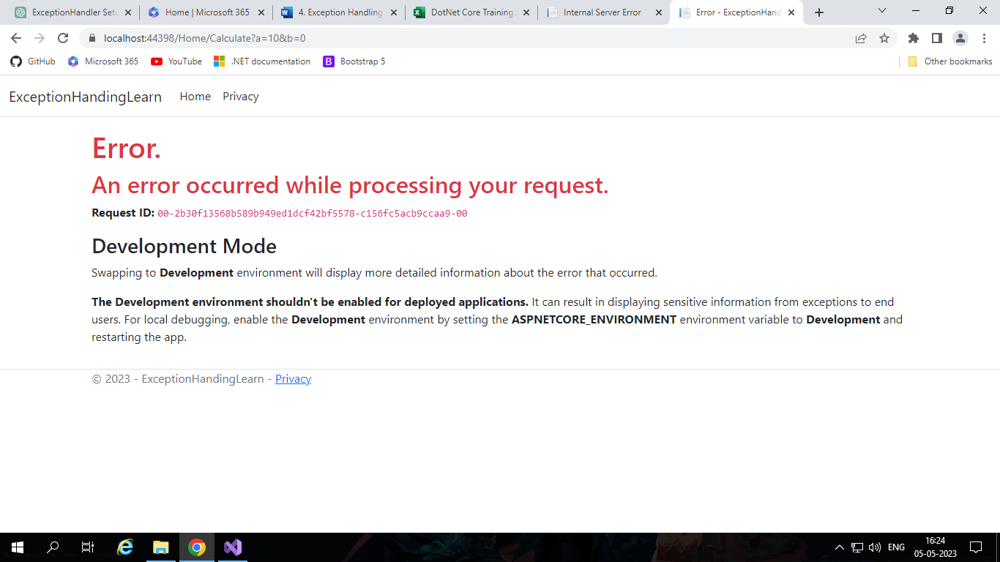 ExceptionHandler Setu
Home | Microsoft 365
4. Exception Handling
DotNet Core Training.
Internal Server Error
Error - ExceptionHand
localhost:44398/Home/Calculate?a=10&b=0
GitHub
Microsoft 365
YouTube
.NET documentation
Bootstrap 5
Other bookmarks
ExceptionHandingLearn
Home
Privacy
Error.
An error occurred while processing your request.
Request ID: 00-2b30f13568b589b949ed1dcf42bf5578-c156fc5acb9ccaa9-00
Development Mode
Swapping to Development environment will display more detailed information about the error that occurred.
The Development environment shouldn't be enabled for deployed applications. It can result in displaying sensitive information from exceptions to end
users. For local debugging, enable the Development environment by setting the ASPNETCORE_ENVIRONMENT environment variable to Development and
restarting the app.
© 2023 - ExceptionHandingLearn - Privacy
ENG
16:24
05-05-2023